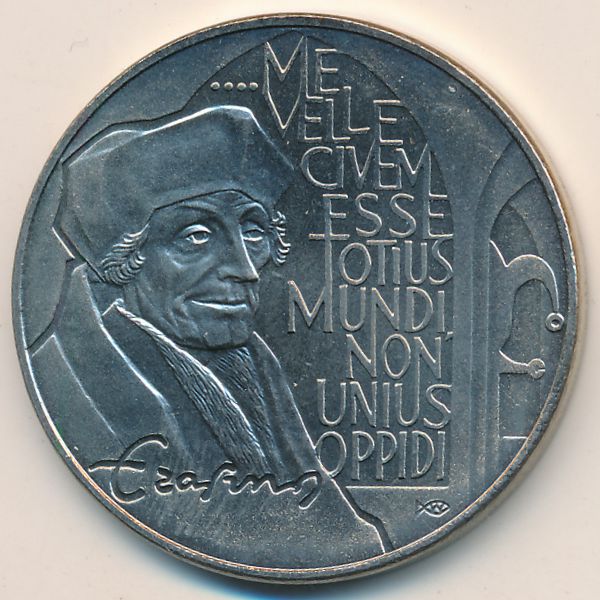 ....ME
VELLE
CIVEM
ESSE
TOTIUS
MUNDI,
NON
UNIUS
OPPIDI
Erasmus